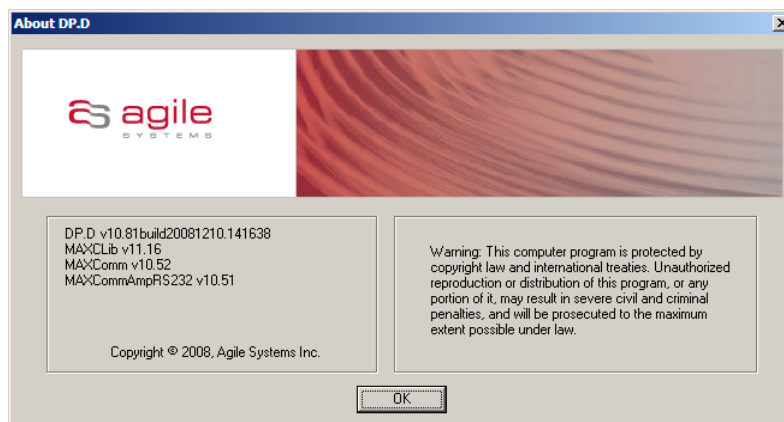 About DP.D
agile
SYSTEMS
DP.D v10.81build20081210.141638
MAXCLib v11.16
MAXComm v10.52
MAXCommAmpRS232 v10.51
Copyright © 2008, Agile Systems Inc.
Warning: This computer program is protected by
copyright law and international treaties. Unauthorized
reproduction or distribution of this program, or any
portion of it, may result in severe civil and criminal
penalties, and will be prosecuted to the maximum
extent possible under law.
OK